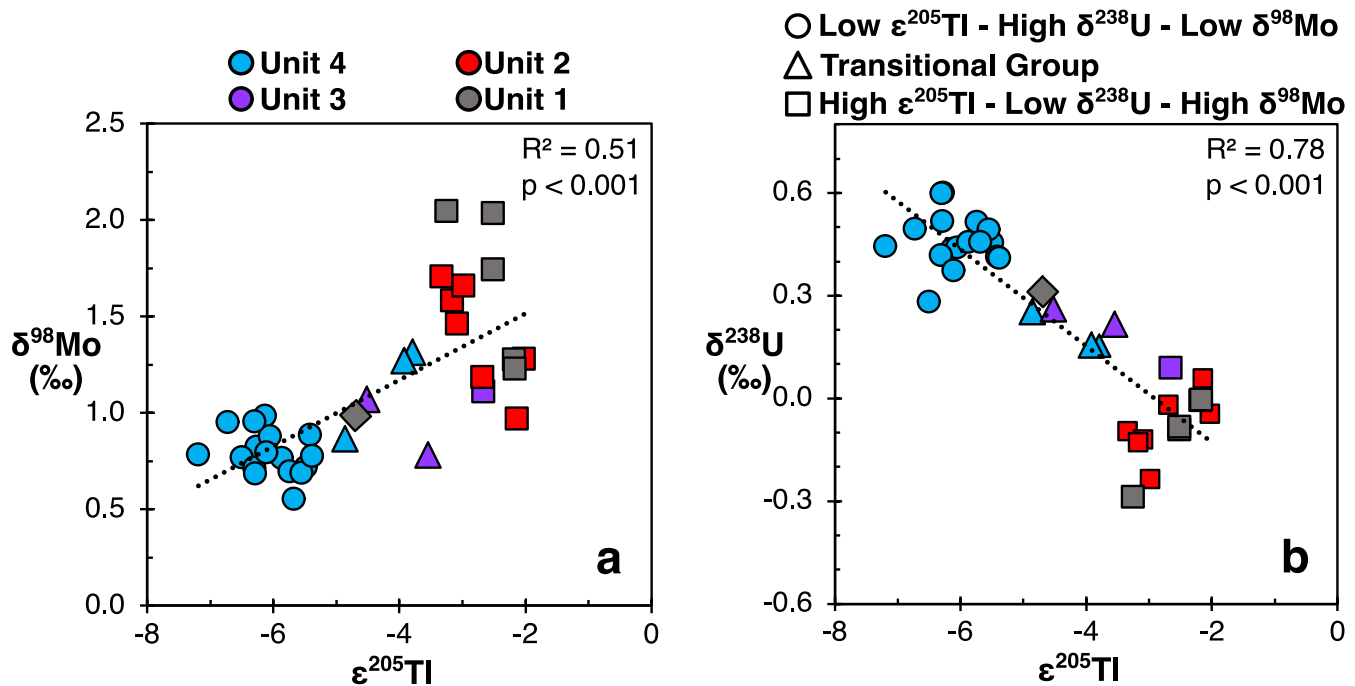 Unit 4 Unit 2
Unit 3 Unit 1
Low ε²⁰⁵Tl - High δ²³⁸U - Low δ⁹⁸Mo
Transitional Group
High ε²⁰⁵Tl - Low δ²³⁸U - High δ⁹⁸Mo
2.5
2.0
1.5
1.0
0.5
0.0
δ⁹⁸Mo
(‰)
R² = 0.51
p < 0.001
a
-8 -6 -4 -2 0
ε²⁰⁵Tl
0.6
0.3
0.0
-0.3
-0.6
δ²³⁸U
(‰)
R² = 0.78
p < 0.001
b
-8 -6 -4 -2 0
ε²⁰⁵Tl